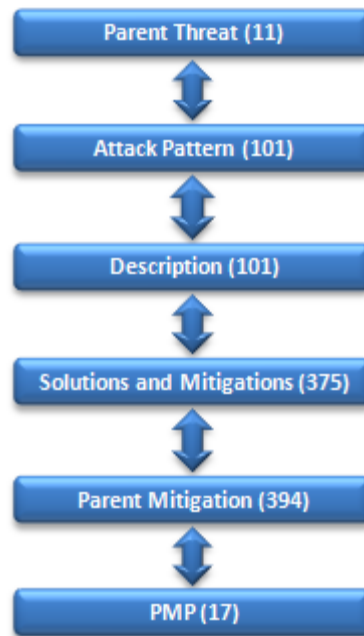 Parent Threat (11)
Attack Pattern (101)
Description (101)
Solutions and Mitigations (375)
Parent Mitigation (394)
PMP (17)